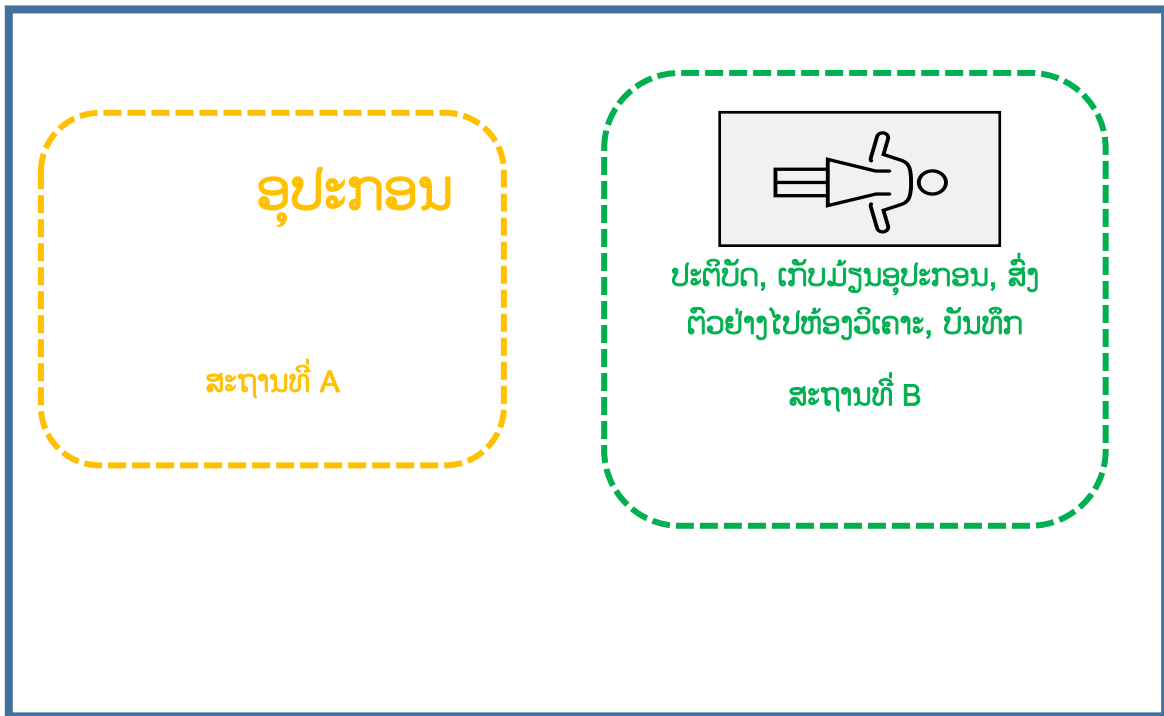 ອຸປະກອນ
ສະຖານທີ່ A
ປະຕິບັດ, ເກັບມ້ຽນອຸປະກອນ, ສົ່ງ
ຕົວຢ່າງໄປຫ້ອງວິເຄາະ, ບັນທຶກ
ສະຖານທີ່ B